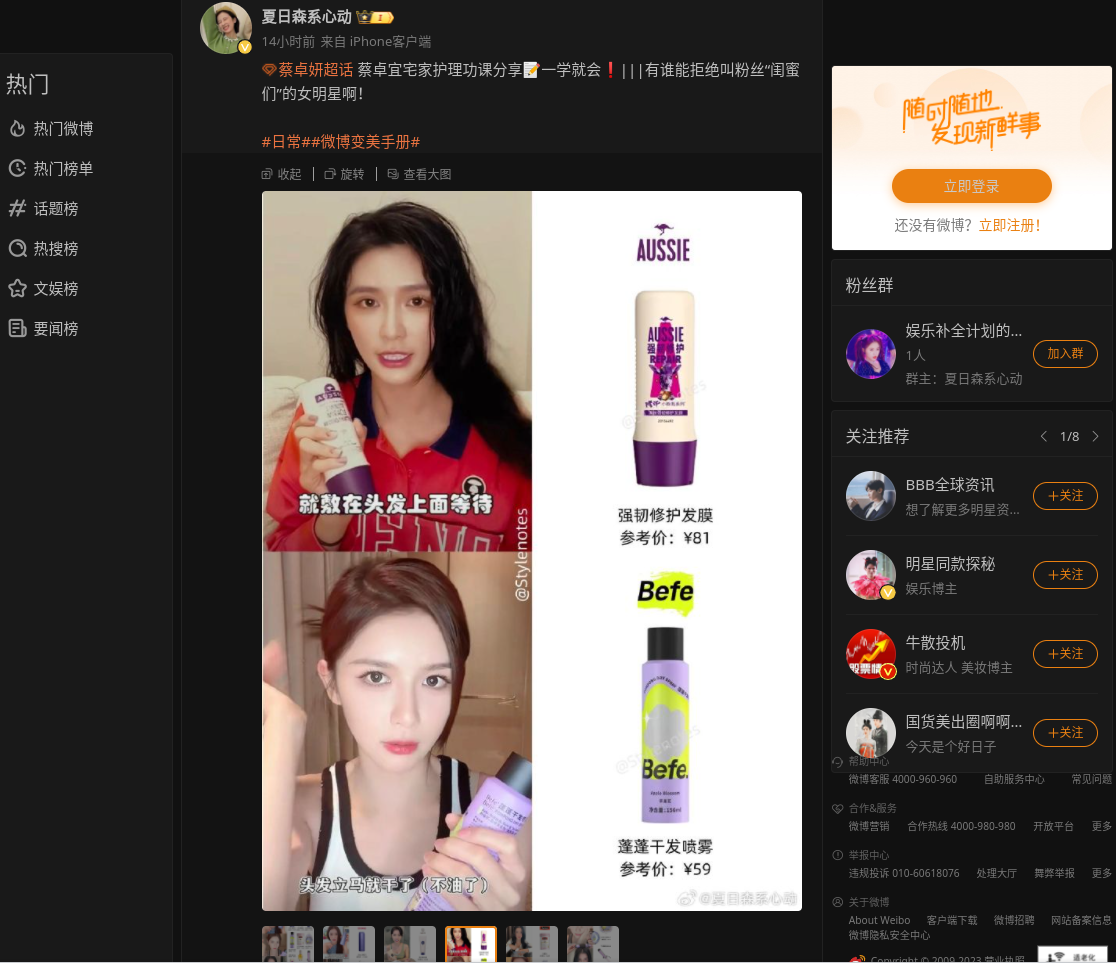 热门
热门微博
热门榜单
话题榜
热搜榜
文娱榜
要闻榜
夏日森系心动
14小时前 来自 iPhone客户端
蔡卓妍超话 蔡卓宜宅家护理功课分享📝一学就会❗|||有谁能拒绝叫粉丝“闺蜜
们”的女明星啊！
#日常##微博变美手册#
收起
旋转
查看大图
AUSSIE
AUSSIE
强韧修护
REPAIR
强韧修护发膜
参考价：¥81
就敷在头发上面等待
@Stylenotes
Befe
Befe.
蓬蓬干发喷雾
参考价：¥59
头发立马就干了（不油了）
@夏日森系心动
随时随地
发现新鲜事
立即登录
还没有微博？立即注册！
粉丝群
娱乐补全计划的...
1人
群主：夏日森系心动
加入群
关注推荐
1/8
BBB全球资讯
想了解更多明星资...
+关注
明星同款探秘
娱乐博主
+关注
牛散投机
时尚达人 美妆博主
+关注
国货美出圈啊啊...
今天是个好日子
+关注
帮助中心
微博客服 4000-960-960 自助服务中心 常见问题
合作&服务
微博营销 合作热线 4000-980-980 开放平台 更多
举报中心
违规投诉 010-60618076 处理大厅 舞弊举报 更多
关于微博
About Weibo 客户端下载 微博招聘 网站备案信息
微博隐私安全中心
Copyright © 2009-2023 营业执照
适老化